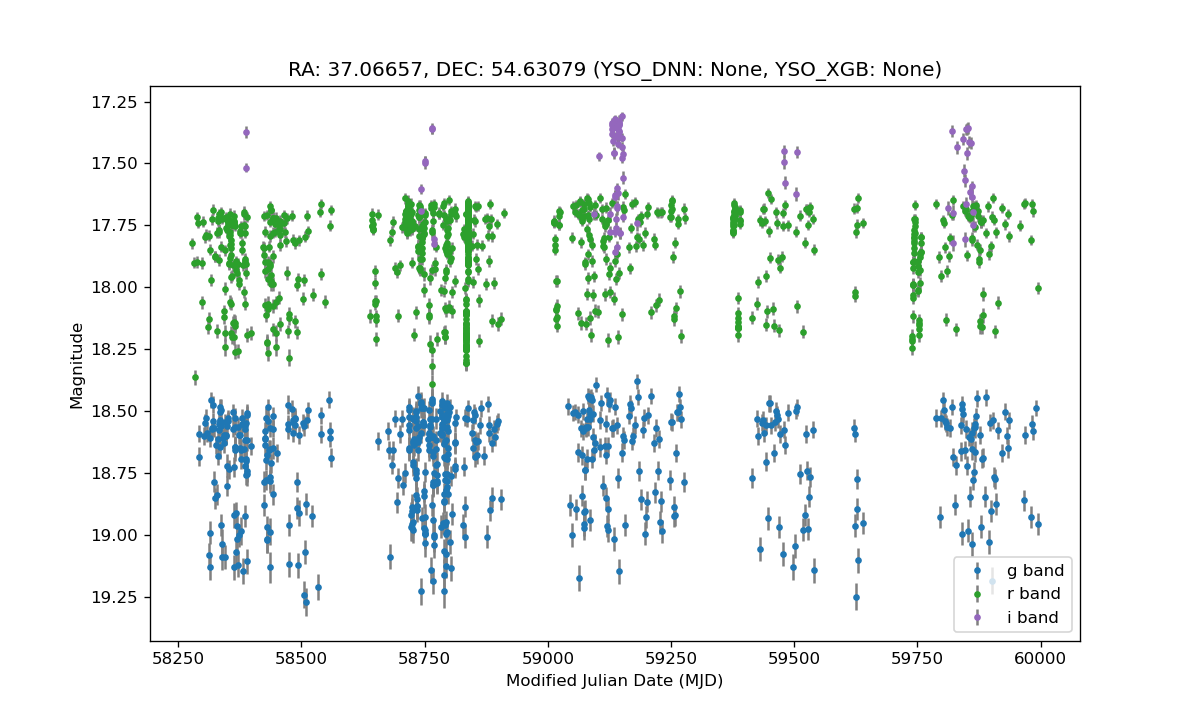 RA: 37.06657, DEC: 54.63079 (YSO_DNN: None, YSO_XGB: None)
17.25
17.50
17.75
18.00
18.25
18.50
18.75
19.00
19.25
Magnitude
58250
58500
58750
59000
59250
59500
59750
60000
Modified Julian Date (MJD)
g band
r band
i band